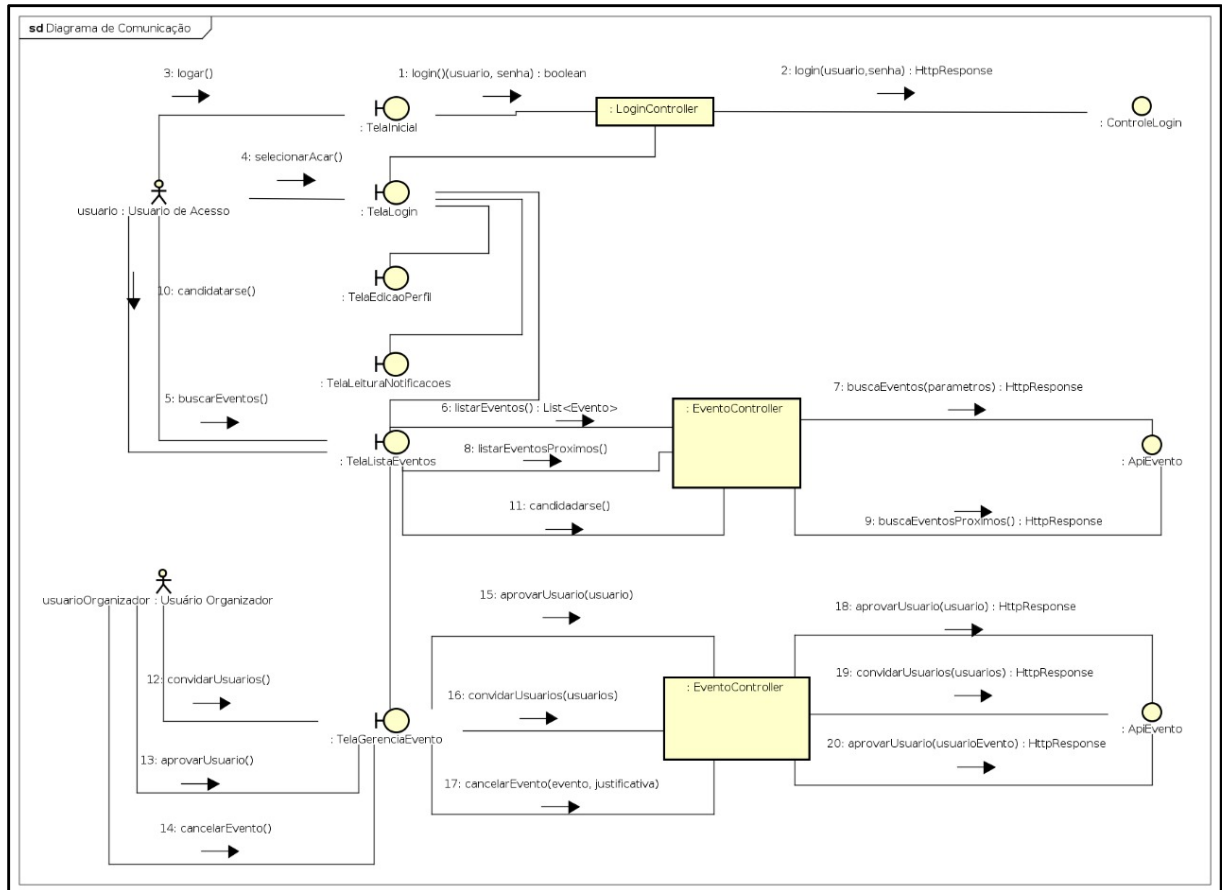 sd Diagrama de Comunicação
3: logar()
1: login()(usuario, senha) : boolean
2: login(usuario,senha) : HttpResponse
: TelaInicial
: LoginController
: ControleLogin
4: selecionarAcar()
usuario : Usuario de Acesso
: TelaLogin
10: candidatarse()
: TelaEdicaoPerfil
: TelaLeituraNotificacoes
5: buscarEventos()
6: listarEventos() : List<Evento>
: EventoController
7: buscaEventos(parametros) : HttpResponse
8: listarEventosProximos()
: TelaListaEventos
: ApiEvento
11: candidadarse()
9: buscaEventosProximos() : HttpResponse
usuarioOrganizador : Usuário Organizador
15: aprovarUsuario(usuario)
18: aprovarUsuario(usuario) : HttpResponse
12: convidarUsuarios()
16: convidarUsuarios(usuarios)
: EventoController
19: convidarUsuarios(usuarios) : HttpResponse
: TelaGerenciaEvento
: ApiEvento
13: aprovarUsuario()
17: cancelarEvento(evento, justificativa)
20: aprovarUsuario(usuarioEvento) : HttpResponse
14: cancelarEvento()